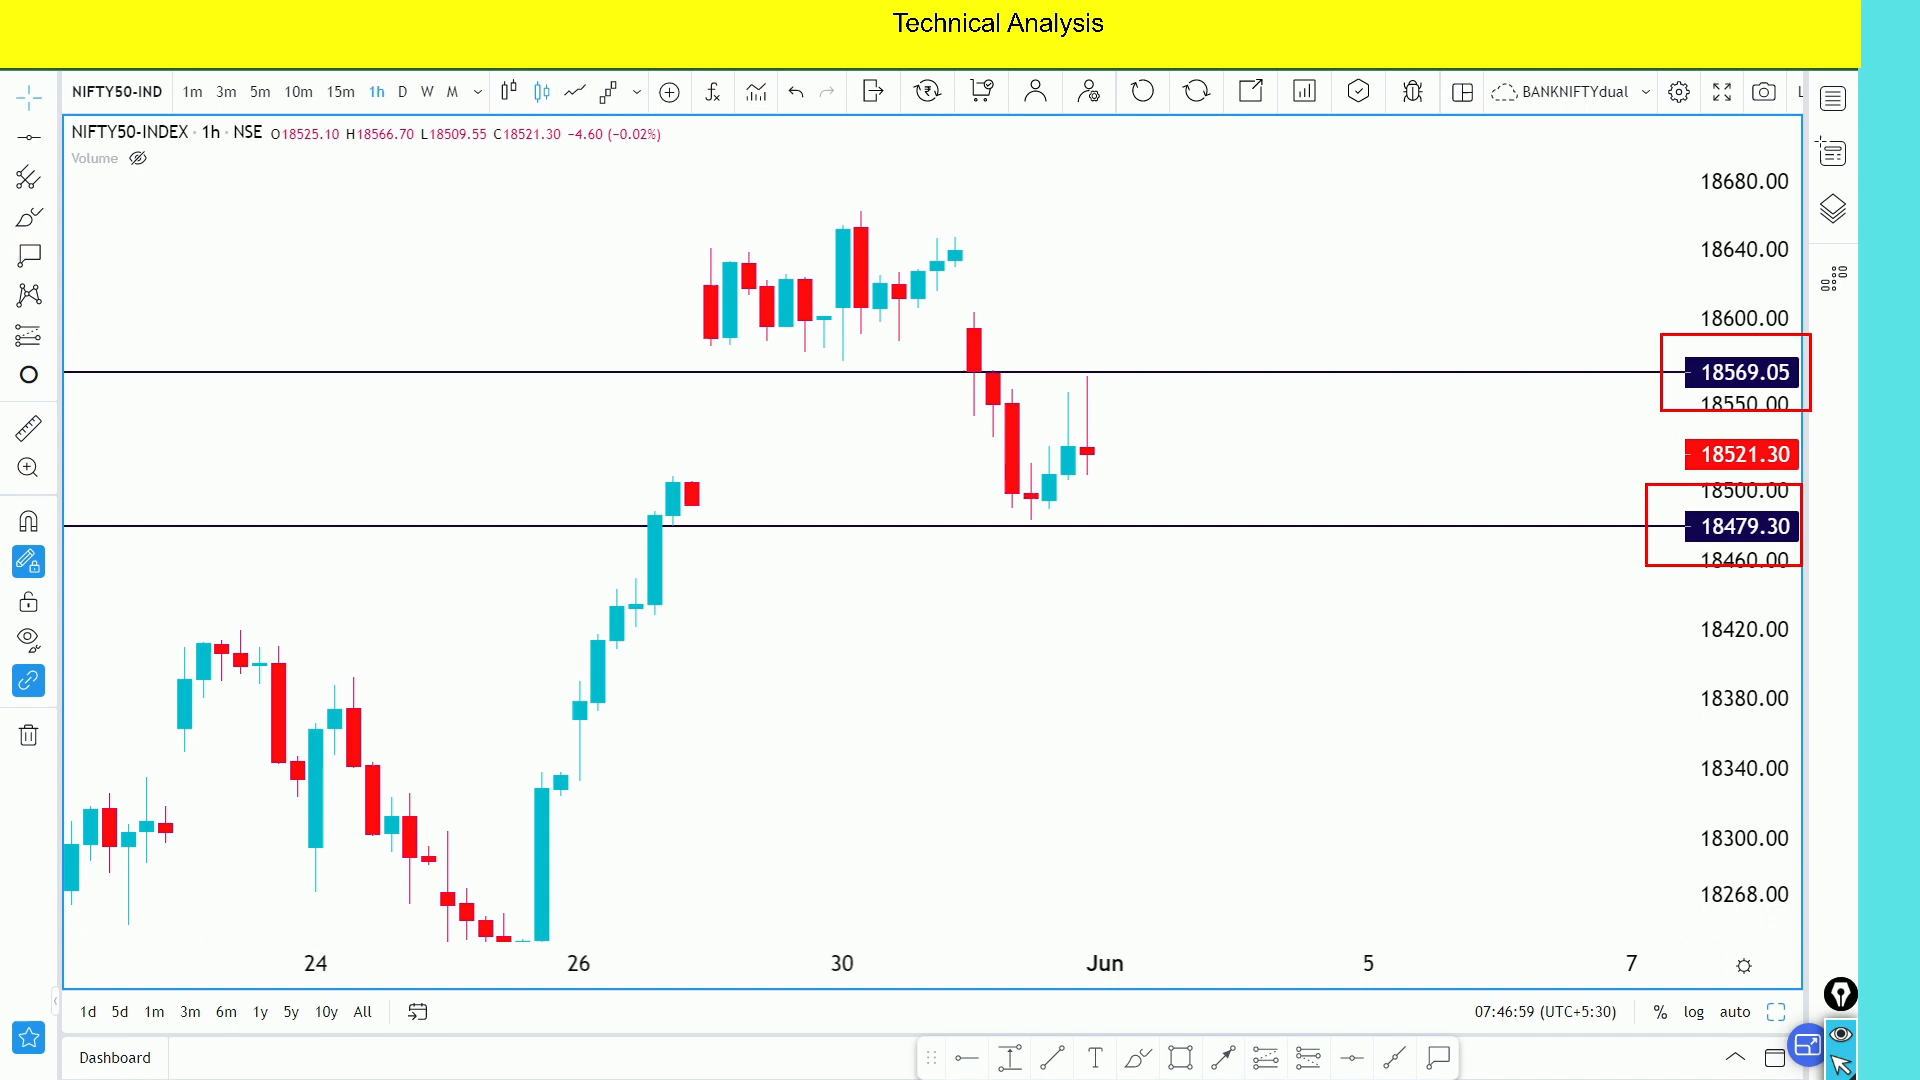 Technical Analysis
NIFTY50-IND 1m 3m 5m 10m 15m 1h D W M BANKNIFTYdual
NIFTY50-INDEX · 1h · NSE O18525.10 H18566.70 L18509.55 C18521.30 −4.60 (−0.02%)
Volume
18680.00
18640.00
18600.00
18569.05
18550.00
18521.30
18500.00
18479.30
18460.00
18420.00
18380.00
18340.00
18300.00
18268.00
24 26 30 Jun 5 7
1d 5d 1m 3m 6m 1y 5y 10y All 07:46:59 (UTC+5:30) % log auto
Dashboard